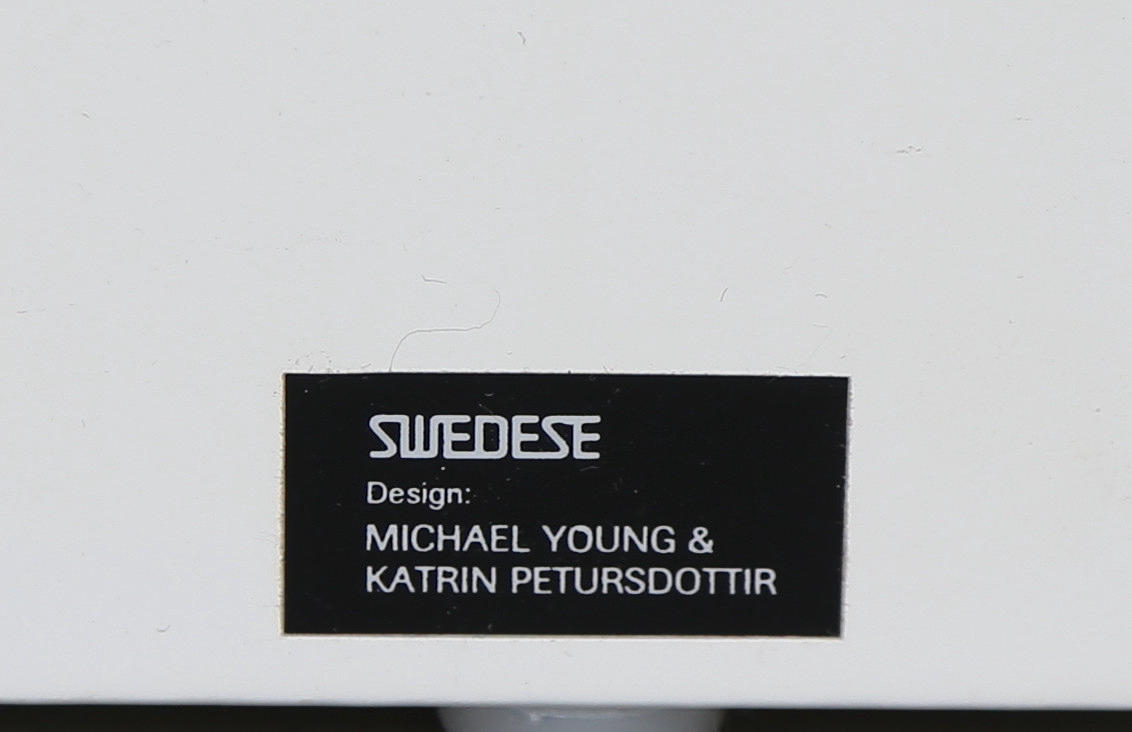 SWEDESE
Design:
MICHAEL YOUNG &
KATRIN PETURSDOTTIR